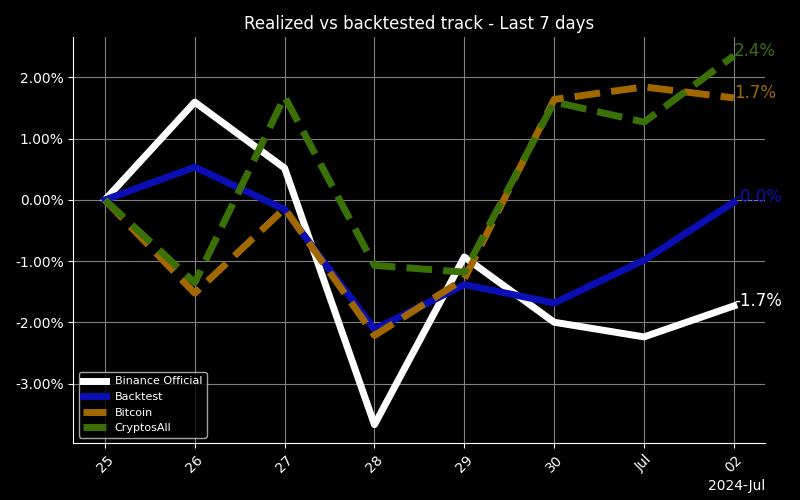 Realized vs backtested track - Last 7 days
2.00%
1.00%
0.00%
-1.00%
-2.00%
-3.00%
2.4%
1.7%
-0.0%
-1.7%
Binance Official
Backtest
Bitcoin
CryptosAll
25
26
27
28
29
30
Jul
02
2024-Jul